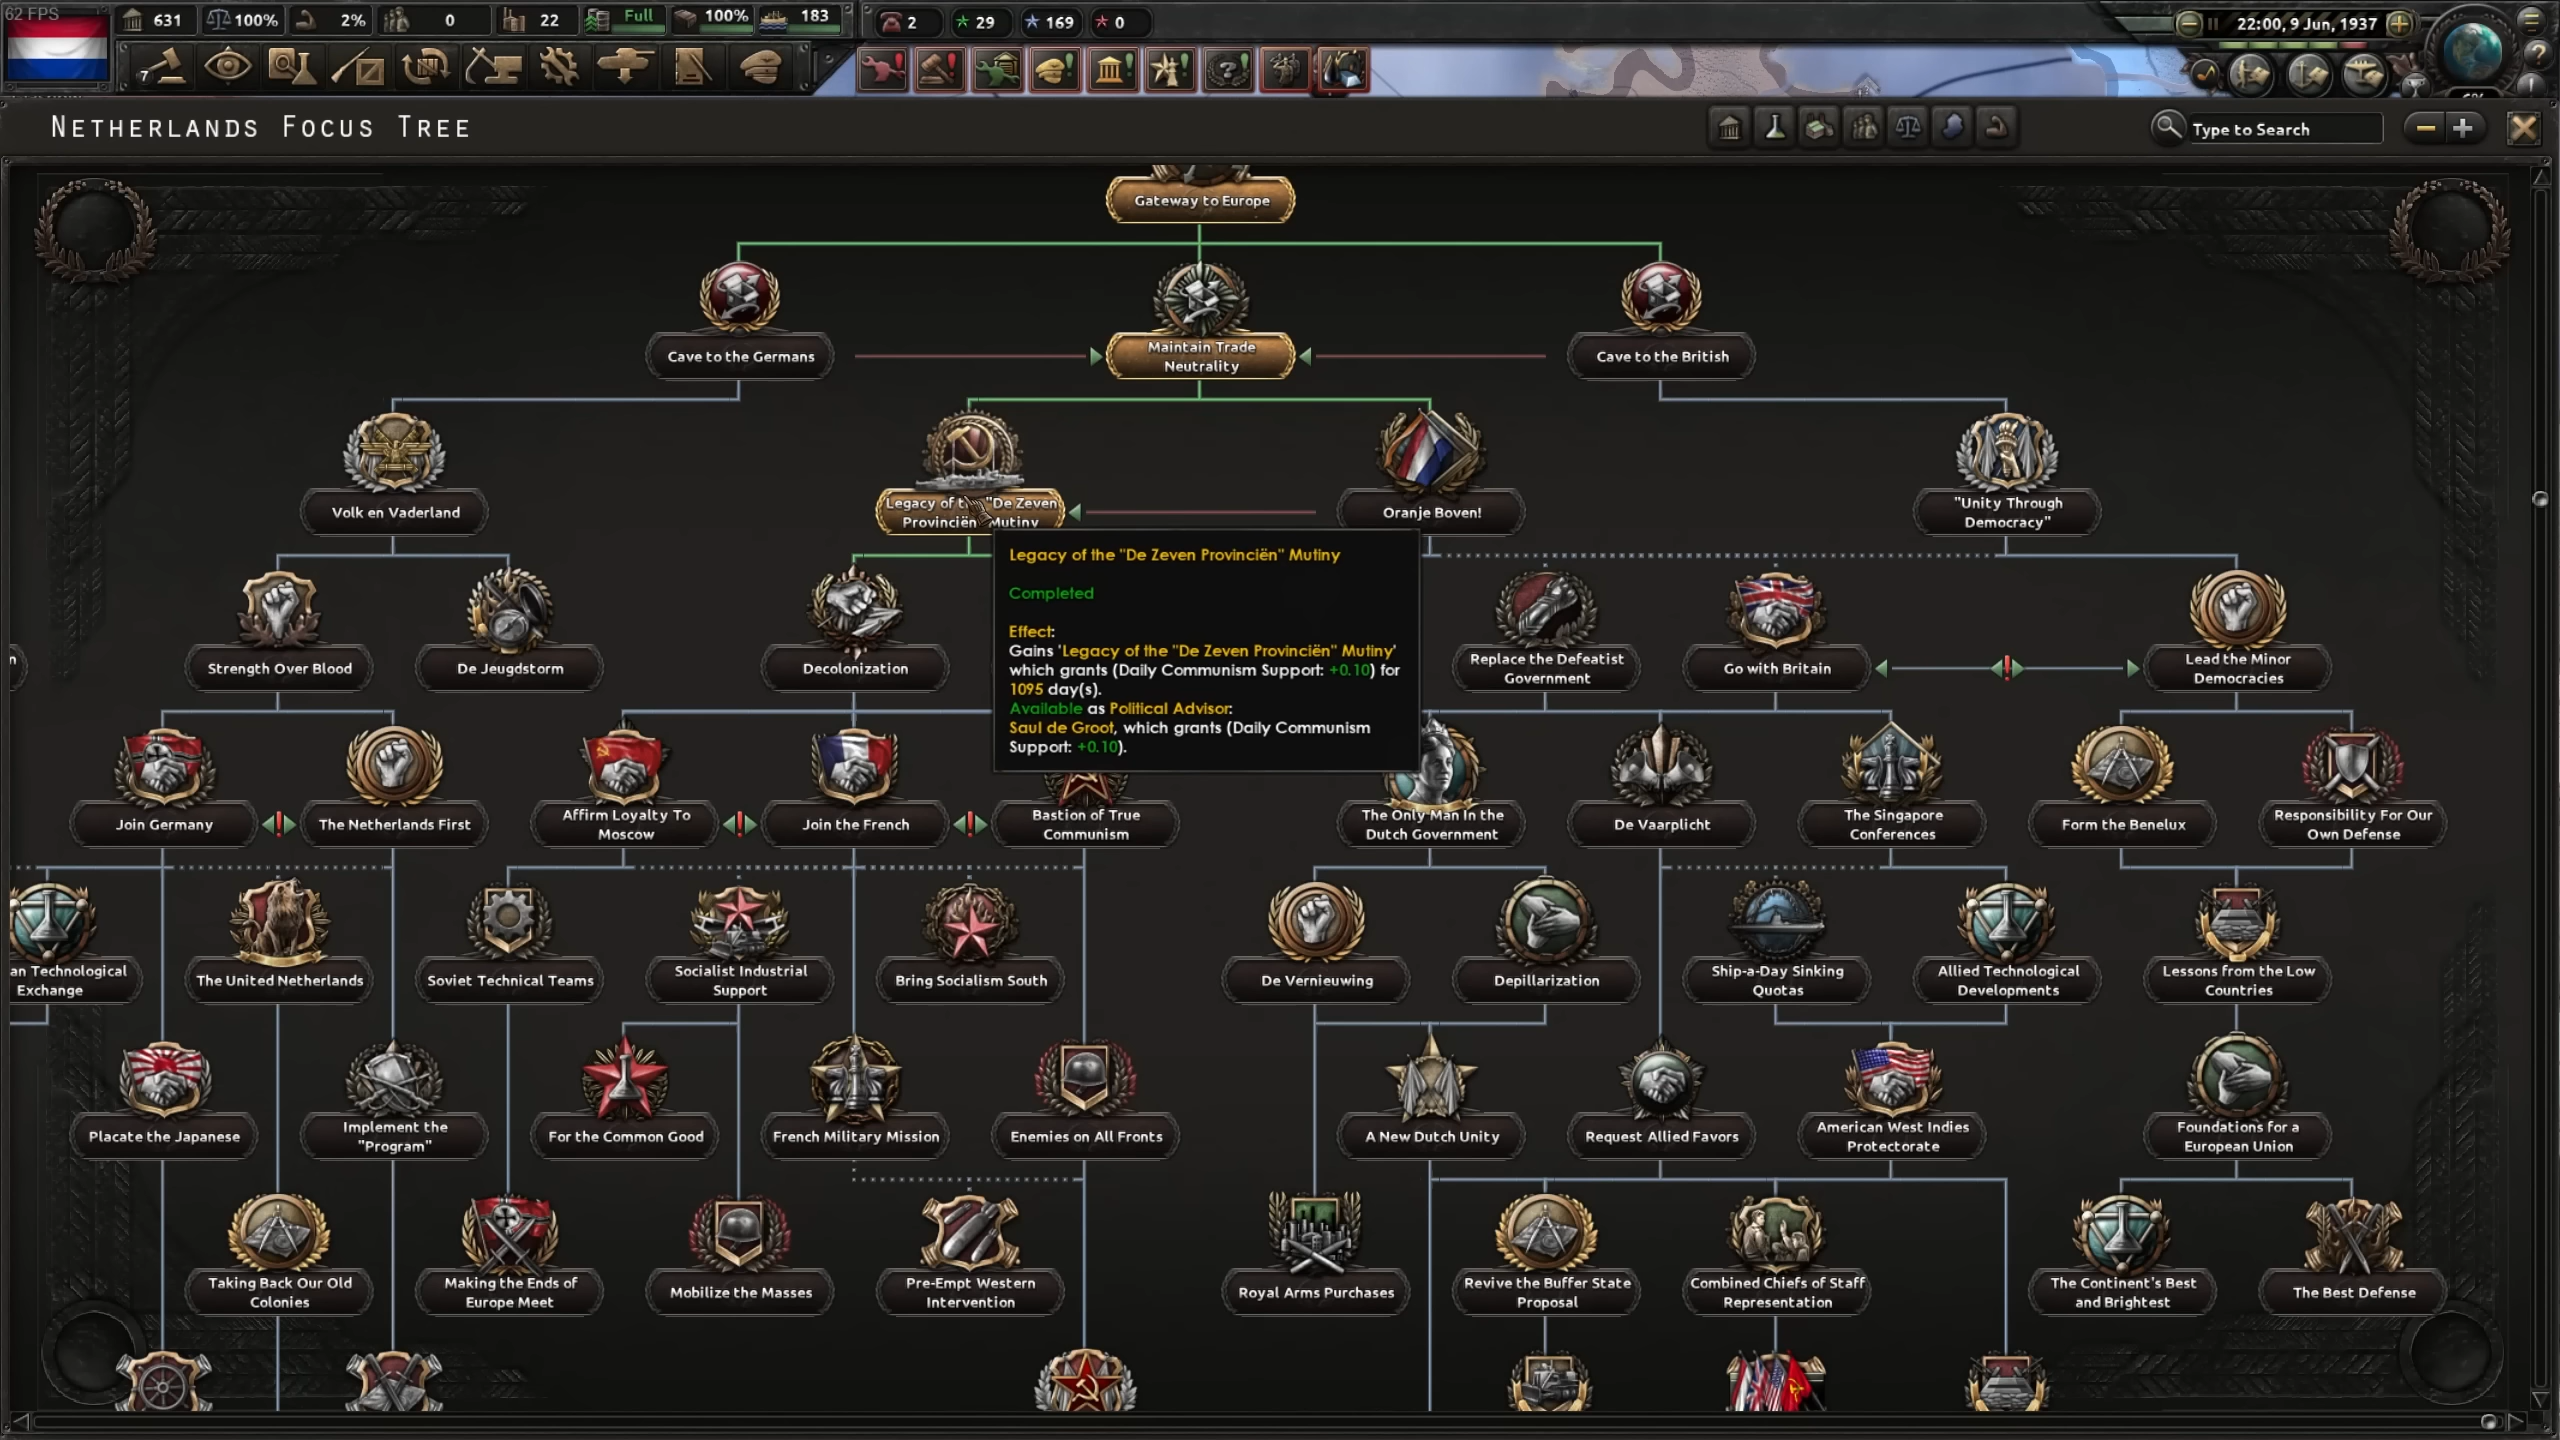 62 FPS
631
100%
2%
0
22
Full
100%
183
2
29
169
0
22:00, 9 Jun, 1937
7
Netherlands Focus Tree
Type to Search
Gateway to Europe
Cave to the Germans
Maintain Trade
Neutrality
Cave to the British
Volk en Vaderland
Legacy of t "De Zeven
Provinciën Mutiny
Oranje Boven!
"Unity Through
Democracy"
Legacy of the "De Zeven Provinciën" Mutiny
Completed
Effect:
Gains 'Legacy of the "De Zeven Provinciën" Mutiny'
which grants (Daily Communism Support: +0.10) for
1095 day(s).
Available as Political Advisor:
Saul de Groot, which grants (Daily Communism
Support: +0.10).
n
Strength Over Blood
De Jeugdstorm
Decolonization
Replace the Defeatist
Government
Go with Britain
Lead the Minor
Democracies
Join Germany
The Netherlands First
Affirm Loyalty To
Moscow
Join the French
Bastion of True
Communism
The Only Man In the
Dutch Government
De Vaarplicht
The Singapore
Conferences
Form the Benelux
Responsibility For Our
Own Defense
an Technological
Exchange
The United Netherlands
Soviet Technical Teams
Socialist Industrial
Support
Bring Socialism South
De Vernieuwing
Depillarization
Ship-a-Day Sinking
Quotas
Allied Technological
Developments
Lessons from the Low
Countries
Placate the Japanese
Implement the
"Program"
For the Common Good
French Military Mission
Enemies on All Fronts
A New Dutch Unity
Request Allied Favors
American West Indies
Protectorate
Foundations for a
European Union
Taking Back Our Old
Colonies
Making the Ends of
Europe Meet
Mobilize the Masses
Pre-Empt Western
Intervention
Royal Arms Purchases
Revive the Buffer State
Proposal
Combined Chiefs of Staff
Representation
The Continent's Best
and Brightest
The Best Defense